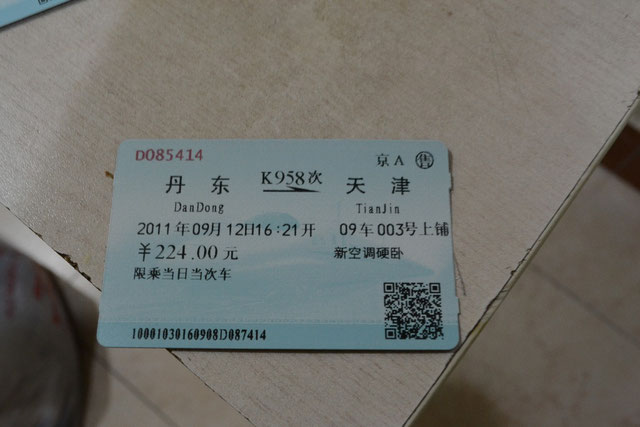 D085414
京A 售
丹东 K958次 天津
DanDong TianJin
2011年09月12日16:21开 09车003号上铺
￥224.00元 新空调硬卧
限乘当日当次车
10001030160908D087414